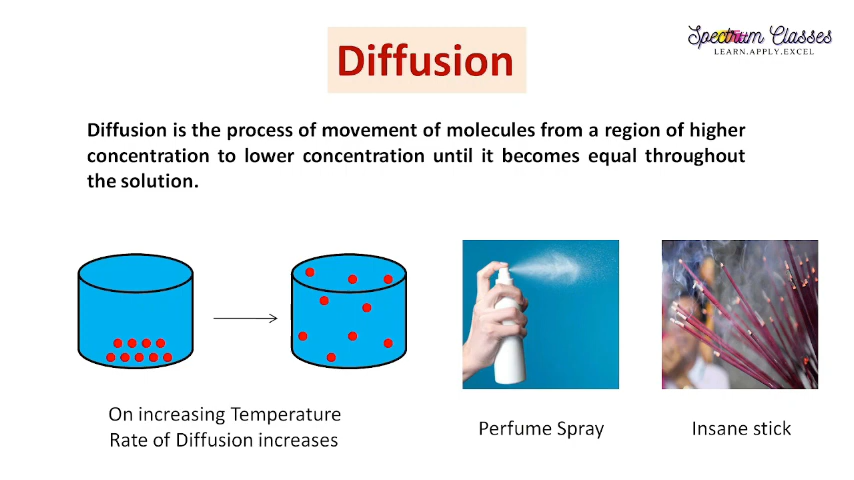 Spectrum Classes
LEARN.APPLY.EXCEL
Diffusion
Diffusion is the process of movement of molecules from a region of higher
concentration to lower concentration until it becomes equal throughout
the solution.
On increasing Temperature
Rate of Diffusion increases
Perfume Spray
Insane stick